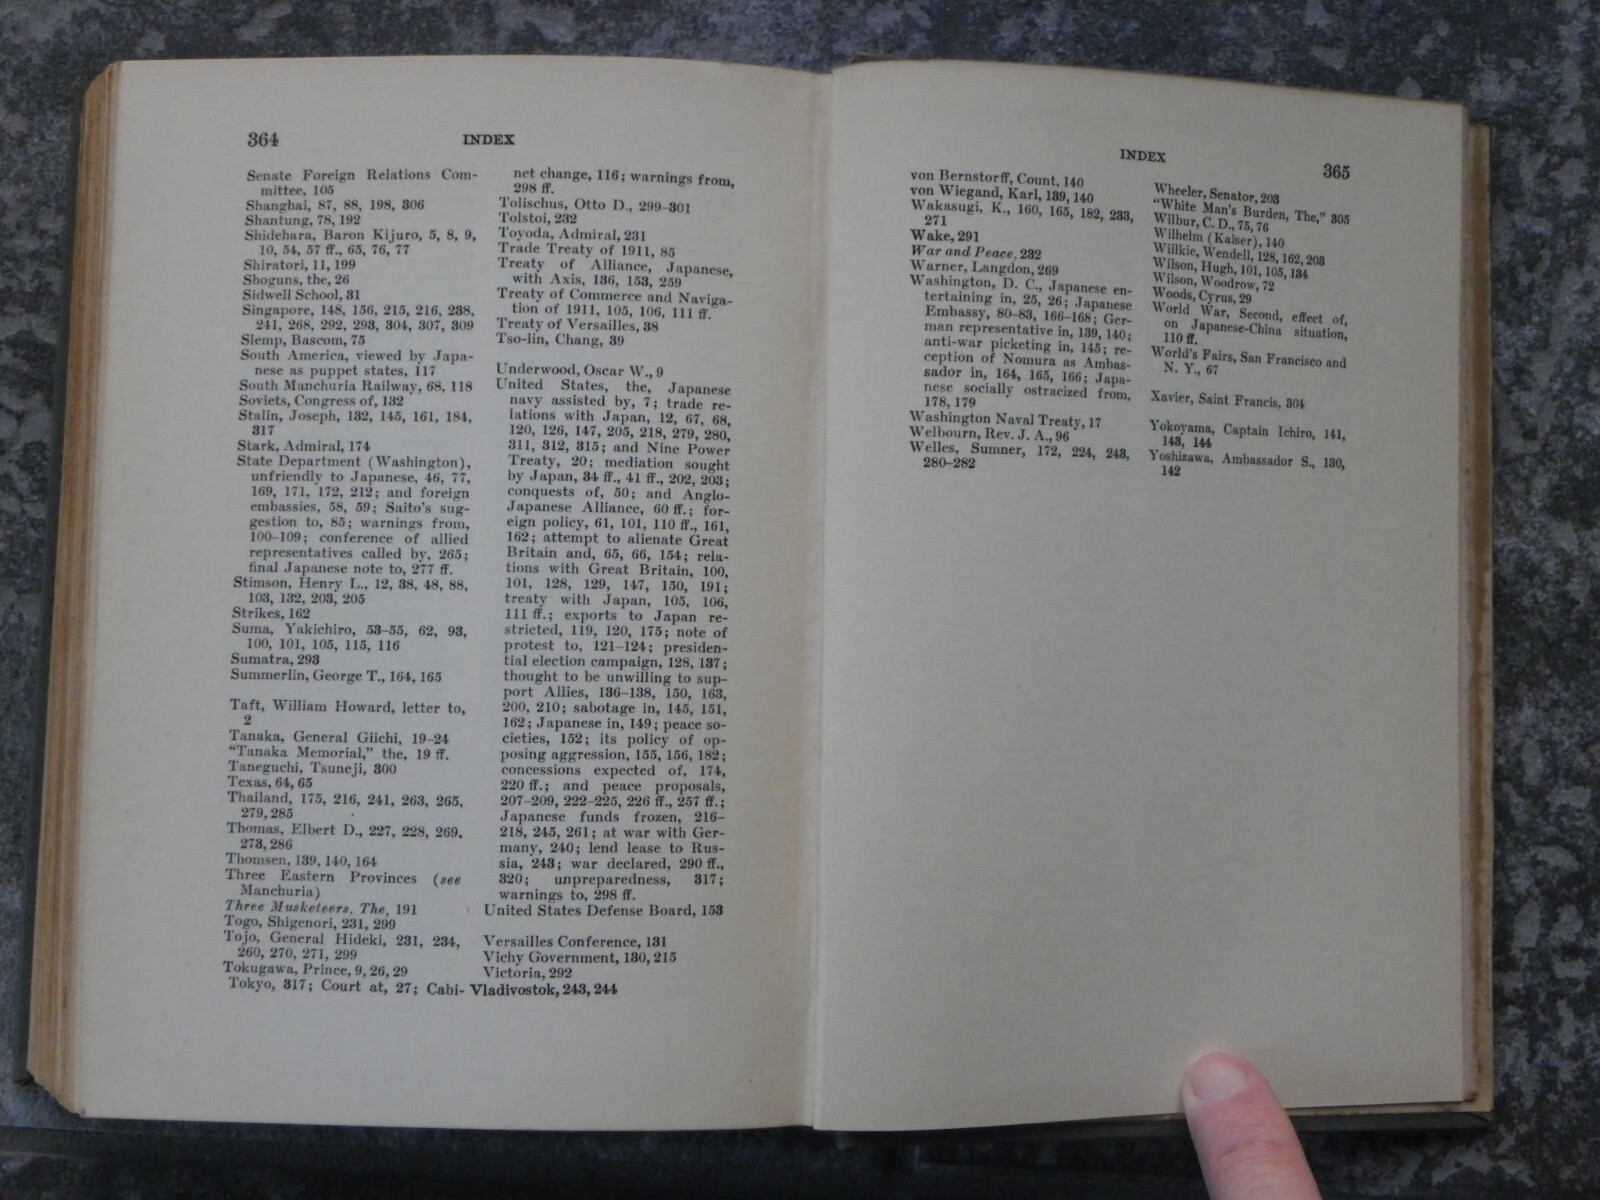 364
INDEX
Senate Foreign Relations Com-
mittee, 105
Shanghai, 87, 88, 198, 306
Shantung, 78, 192
Shidehara, Baron Kijuro, 5, 8, 9,
10, 54, 57 ff., 65, 76, 77
Shiratori, 11, 199
Shoguns, the, 26
Sidwell School, 31
Singapore, 148, 156, 215, 216, 238,
241, 268, 292, 293, 304, 307, 309
Slemp, Bascom, 75
South America, viewed by Japa-
nese as puppet states, 117
South Manchuria Railway, 68, 118
Soviets, Congress of, 132
Stalin, Joseph, 132, 145, 161, 184,
317
Stark, Admiral, 174
State Department (Washington),
unfriendly to Japanese, 46, 77,
169, 171, 172, 212; and foreign
embassies, 58, 59; Saito's sug-
gestion to, 85; warnings from,
100-109; conference of allied
representatives called by, 265;
final Japanese note to, 277 ff.
Stimson, Henry L., 12, 38, 48, 88,
103, 132, 203, 205
Strikes, 162
Suma, Yakichiro, 53-55, 62, 93,
100, 101, 105, 115, 116
Sumatra, 293
Summerlin, George T., 164, 165
Taft, William Howard, letter to,
2
Tanaka, General Giichi, 19-24
"Tanaka Memorial," the, 19 ff.
Taneguchi, Tsuneji, 300
Texas, 64, 65
Thailand, 175, 216, 241, 263, 265,
279, 285
Thomas, Elbert D., 227, 228, 269,
273, 286
Thomsen, 139, 140, 164
Three Eastern Provinces (see
Manchuria)
Three Musketeers, The, 191
Togo, Shigenori, 231, 299
Tojo, General Hideki, 231, 234,
260, 270, 271, 299
Tokugawa, Prince, 9, 26, 29
Tokyo, 317; Court at, 27; Cabi-
net change, 116; warnings from,
298 ff.
Tolischus, Otto D., 299-301
Tolstoi, 232
Toyoda, Admiral, 231
Trade Treaty of 1911, 85
Treaty of Alliance, Japanese,
with Axis, 136, 153, 259
Treaty of Commerce and Naviga-
tion of 1911, 105, 106, 111 ff.
Treaty of Versailles, 38
Tso-lin, Chang, 39
Underwood, Oscar W., 9
United States, the, Japanese
navy assisted by, 7; trade re-
lations with Japan, 12, 67, 68,
120, 126, 147, 205, 218, 279, 280,
311, 312, 315; and Nine Power
Treaty, 20; mediation sought
by Japan, 34 ff., 41 ff., 202, 203;
conquests of, 50; and Anglo-
Japanese Alliance, 60 ff.; for-
eign policy, 61, 101, 110 ff., 161,
162; attempt to alienate Great
Britain and, 65, 66, 154; rela-
tions with Great Britain, 100,
101, 128, 129, 147, 150, 191;
treaty with Japan, 105, 106,
111 ff.; exports to Japan re-
stricted, 119, 120, 175; note of
protest to, 121-124; presiden-
tial election campaign, 128, 137;
thought to be unwilling to sup-
port Allies, 136-138, 150, 163,
200, 210; sabotage in, 145, 151,
162; Japanese in, 149; peace so-
cieties, 152; its policy of op-
posing aggression, 155, 156, 182;
concessions expected of, 174,
220 ff.; and peace proposals,
207-209, 222-225, 226 ff., 257 ff.;
Japanese funds frozen, 216-
218, 245, 261; at war with Ger-
many, 240; lend lease to Rus-
sia, 243; war declared, 290 ff.,
320; unpreparedness, 317;
warnings to, 298 ff.
United States Defense Board, 153
Versailles Conference, 131
Vichy Government, 130, 215
Victoria, 292
Vladivostok, 243, 244
INDEX
365
von Bernstorff, Count, 140
von Wiegand, Karl, 139, 140
Wakasugi, K., 160, 165, 182, 233,
271
Wake, 291
War and Peace, 232
Warner, Langdon, 269
Washington, D. C., Japanese en-
tertaining in, 25, 26; Japanese
Embassy, 80-83, 166-168; Ger-
man representative in, 139, 140;
anti-war picketing in, 145; re-
ception of Nomura as Ambas-
sador in, 164, 165, 166; Japa-
nese socially ostracized from,
178, 179
Washington Naval Treaty, 17
Welbourn, Rev. J. A., 96
Welles, Sumner, 172, 224, 243,
280-282
Wheeler, Senator, 203
"White Man's Burden, The," 305
Wilbur, C. D., 75, 76
Wilhelm (Kaiser), 140
Willkie, Wendell, 128, 162, 203
Wilson, Hugh, 101, 105, 134
Wilson, Woodrow, 72
Woods, Cyrus, 29
World War, Second, effect of,
on Japanese-China situation,
110 ff.
World's Fairs, San Francisco and
N. Y., 67
Xavier, Saint Francis, 304
Yokoyama, Captain Ichiro, 141,
143, 144
Yoshizawa, Ambassador S., 130,
142